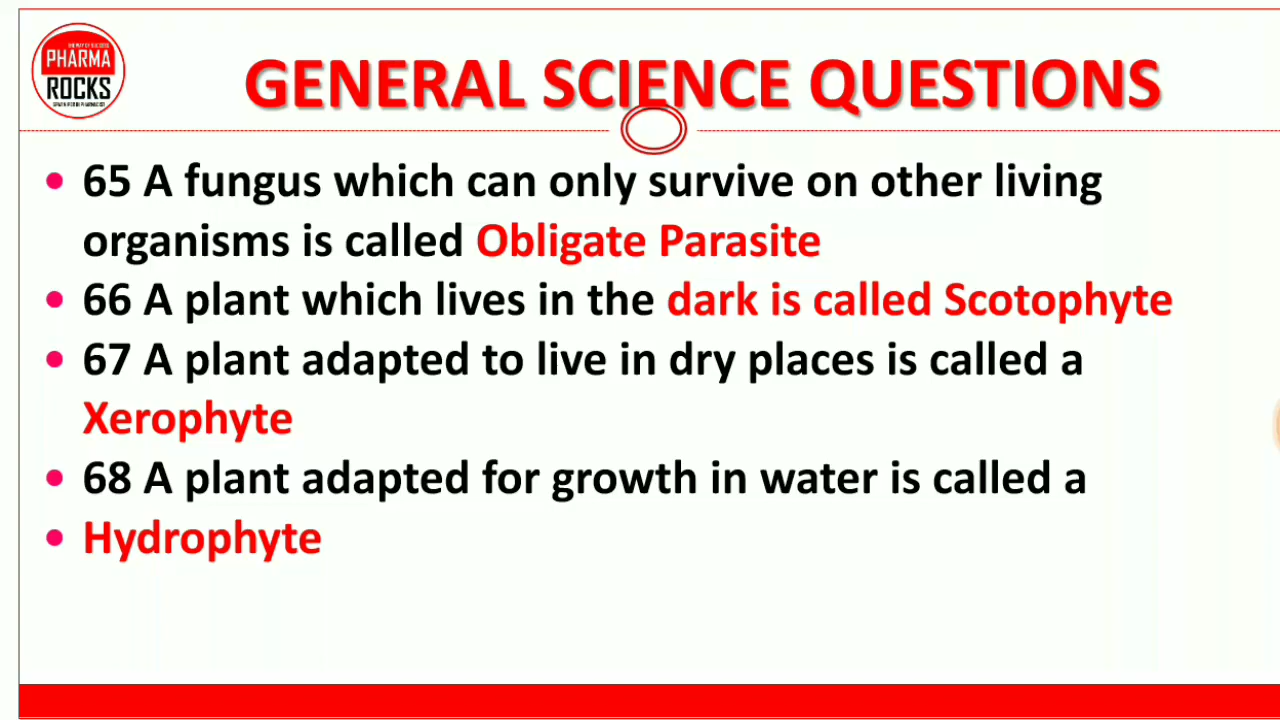 PHARMA
ROCKS
GENERAL SCIENCE QUESTIONS
• 65 A fungus which can only survive on other living
organisms is called Obligate Parasite
• 66 A plant which lives in the dark is called Scotophyte
• 67 A plant adapted to live in dry places is called a
Xerophyte
• 68 A plant adapted for growth in water is called a
• Hydrophyte